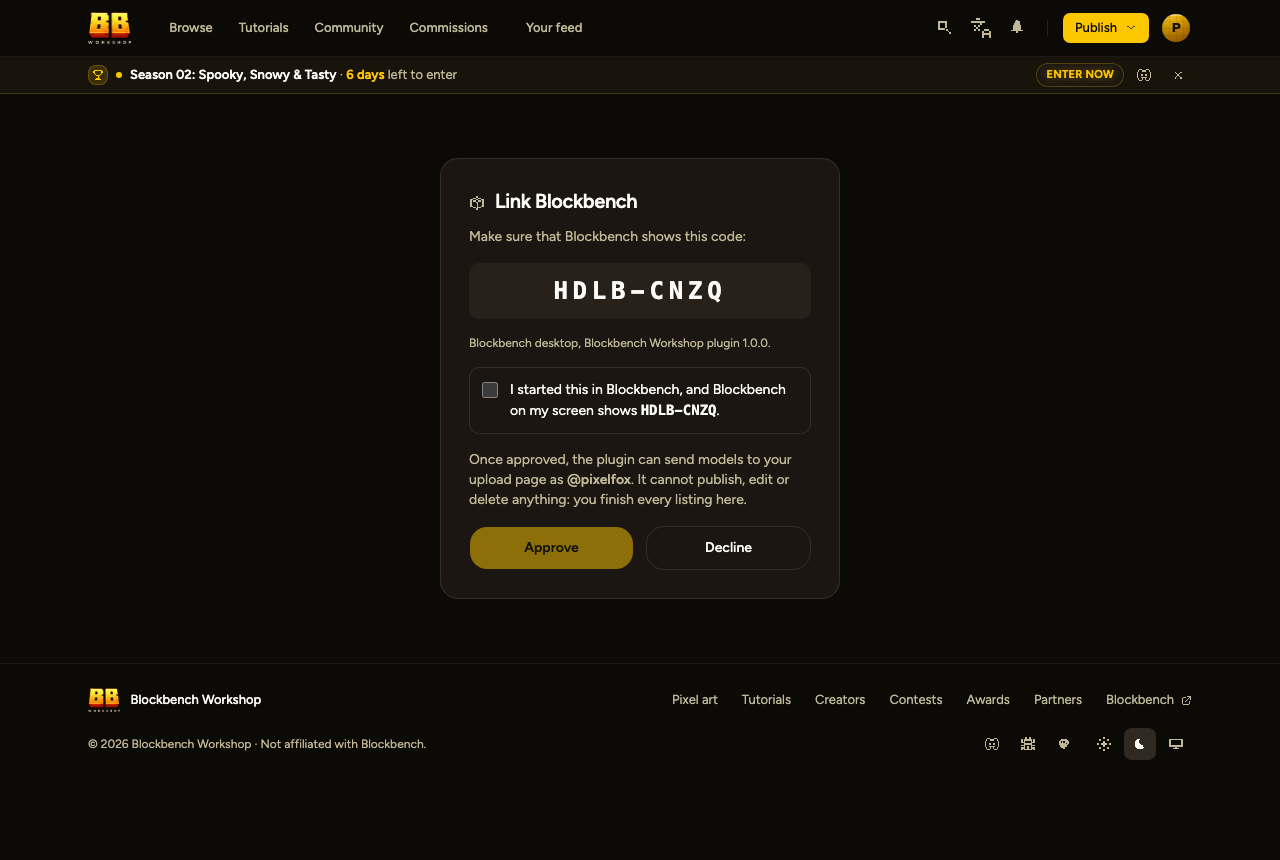 BB
WORKSHOP
Browse
Tutorials
Community
Commissions
Your feed
Publish
P
Season 02: Spooky, Snowy & Tasty · 6 days left to enter
ENTER NOW
Link Blockbench
Make sure that Blockbench shows this code:
HDLB-CNZQ
Blockbench desktop, Blockbench Workshop plugin 1.0.0.
I started this in Blockbench, and Blockbench
on my screen shows HDLB-CNZQ.
Once approved, the plugin can send models to your
upload page as @pixelfox. It cannot publish, edit or
delete anything: you finish every listing here.
Approve
Decline
BB
WORKSHOP
Blockbench Workshop
Pixel art
Tutorials
Creators
Contests
Awards
Partners
Blockbench
© 2026 Blockbench Workshop · Not affiliated with Blockbench.